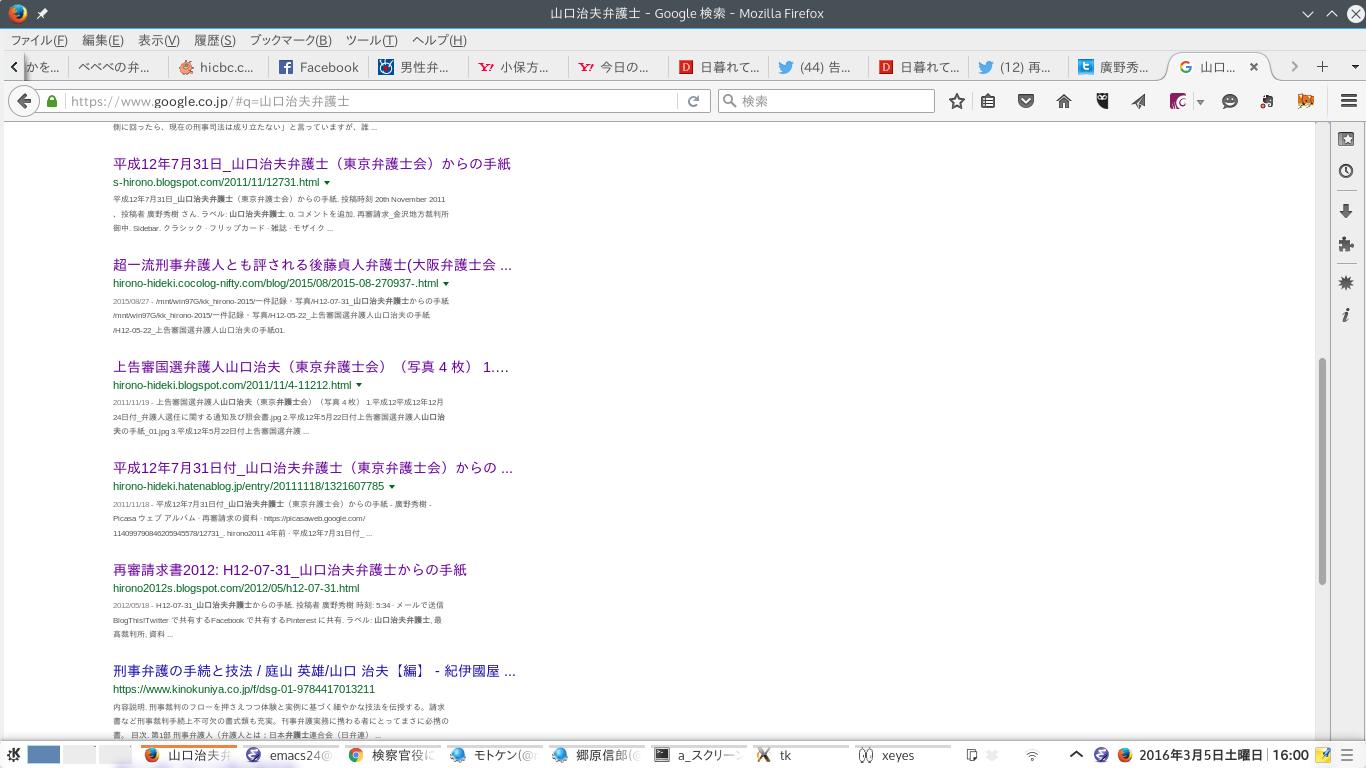 山口治夫弁護士 - Google 検索 - Mozilla Firefox
ファイル(F) 編集(E) 表示(V) 履歴(S) ブックマーク(B) ツール(T) ヘルプ(H)
かを... ベベベの弁... hicbc.c... Facebook 男性弁... 小保方... 今日の... 日暮れて... (44) 告... 日暮れて... (12) 再... 廣野秀... 山口...
https://www.google.co.jp/#q=山口治夫弁護士 検索
側に回ったら、現在の刑事司法は成り立たない」と言っていますが、誰 ...
平成12年7月31日_山口治夫弁護士（東京弁護士会）からの手紙
s-hirono.blogspot.com/2011/11/12731.html
平成12年7月31日_山口治夫弁護士（東京弁護士会）からの手紙. 投稿時刻 20th November 2011
、投稿者 廣野秀樹 さん. ラベル: 山口治夫弁護士. 0. コメントを追加. 再審請求_金沢地方裁判所
御中. Sidebar. クラシック · フリップカード · 雑誌 · モザイク ...
超一流刑事弁護人とも評される後藤貞人弁護士(大阪弁護士会 ...
hirono-hideki.cocolog-nifty.com/blog/2015/08/2015-08-270937-.html
2015/08/27 - /mnt/win97G/kk_hirono-2015/一件記録・写真/H12-07-31_山口治夫弁護士からの手紙
/mnt/win97G/kk_hirono-2015/一件記録・写真/H12-05-22_上告審国選弁護人山口治夫の手紙
/H12-05-22_上告審国選弁護人山口治夫の手紙01.
上告審国選弁護人山口治夫（東京弁護士会）（写真 4 枚） 1....
hirono-hideki.blogspot.com/2011/11/4-11212.html
2011/11/19 - 上告審国選弁護人山口治夫（東京弁護士会）（写真 4 枚） 1.平成12平成12年12月
24日付_弁護人選任に関する通知及び照会書.jpg 2.平成12年5月22日付上告審国選弁護人山口治
夫の手紙_01.jpg 3.平成12年5月22日付上告審国選弁護 ...
平成12年7月31日付_山口治夫弁護士（東京弁護士会）からの ...
hirono-hideki.hatenablog.jp/entry/20111118/1321607785
2011/11/18 - 平成12年7月31日付_山口治夫弁護士（東京弁護士会）からの手紙 - 廣野秀樹 -
Picasa ウェブ アルバム · 再審請求の資料 · https://picasaweb.google.com/
114099790846205945578/12731_. hirono2011 4年前 · 平成12年7月31日付_ ...
再審請求書2012: H12-07-31_山口治夫弁護士からの手紙
hirono2012s.blogspot.com/2012/05/h12-07-31.html
2012/05/18 - H12-07-31_山口治夫弁護士からの手紙. 投稿者 廣野秀樹 時刻: 5:34 · メールで送信
BlogThis!Twitter で共有するFacebook で共有するPinterest に共有. ラベル: 山口治夫弁護士, 最
高裁判所, 資料 ...
刑事弁護の手続と技法 / 庭山 英雄/山口 治夫【編】 - 紀伊國屋 ...
https://www.kinokuniya.co.jp/f/dsg-01-9784417013211
内容説明. 刑事裁判のフローを押さえつつ体験と実例に基づく細やかな技法を伝授する。請求
書など刑事裁判手続上不可欠の書式類も充実。刑事弁護実務に携わる者にとってまさに必携の
書。 目次. 第1部 刑事弁護人（弁護人とは；日本弁護士連合会（日弁連） ...
山口治夫弁 emacs24@ 検察官役に モトケン(@ 郷原信郎(@ a_スクリーン tk xeyes 2016年3月5日土曜日 16:00